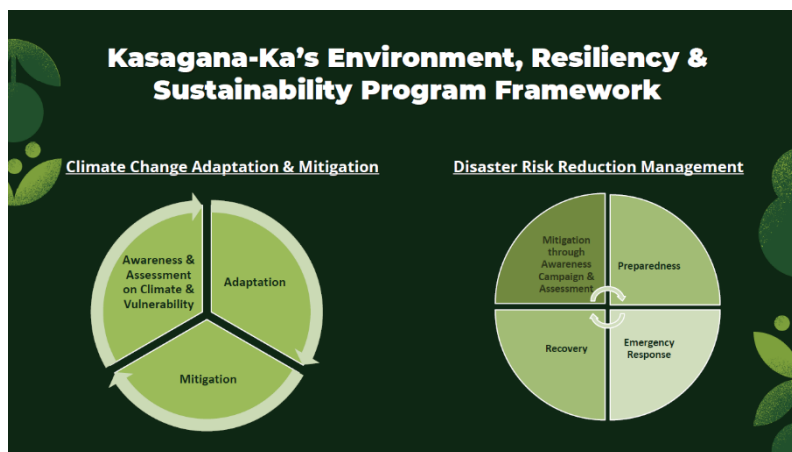 Kasagana-Ka’s Environment, Resiliency &
Sustainability Program Framework
Climate Change Adaptation & Mitigation
Awareness &
Assessment
on Climate &
Vulnerability
Adaptation
Mitigation
Disaster Risk Reduction Management
Mitigation
through
Awareness
Campaign &
Assessment
Preparedness
Recovery
Emergency
Response